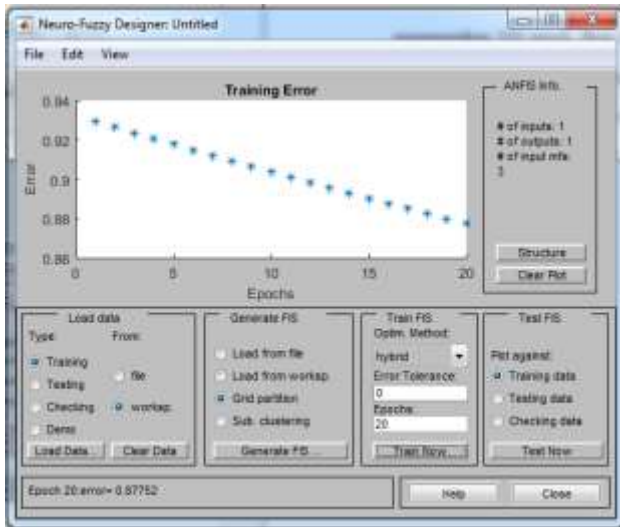 Neuro-Fuzzy Designer: Untitled
File Edit View
Training Error
0.94
0.92
0.9
0.88
0.86
Error
0 5 10 15 20
Epochs
ANFIS Info.
# of inputs: 1
# of outputs: 1
# of input mfs:
3
Structure
Clear Plot
Load data
Type: From:
Training
Testing
Checking
Demo
file
worksp.
Load Data... Clear Data
Generate FIS
Load from file
Load from worksp.
Grid partition
Sub. clustering
Generate FIS ...
Train FIS
Optim. Method:
hybrid
Error Tolerance:
0
Epochs:
20
Train Now
Test FIS
Plot against:
Training data
Testing data
Checking data
Test Now
Epoch 20:error= 0.87752
Help Close